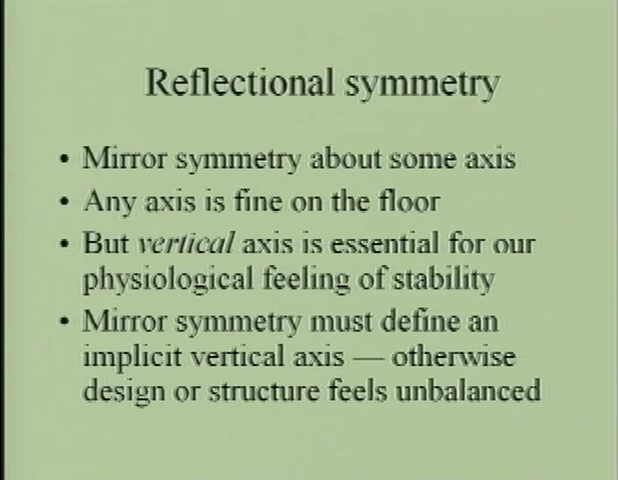 Reflectional symmetry
• Mirror symmetry about some axis
• Any axis is fine on the floor
• But vertical axis is essential for our
physiological feeling of stability
• Mirror symmetry must define an
implicit vertical axis — otherwise
design or structure feels unbalanced